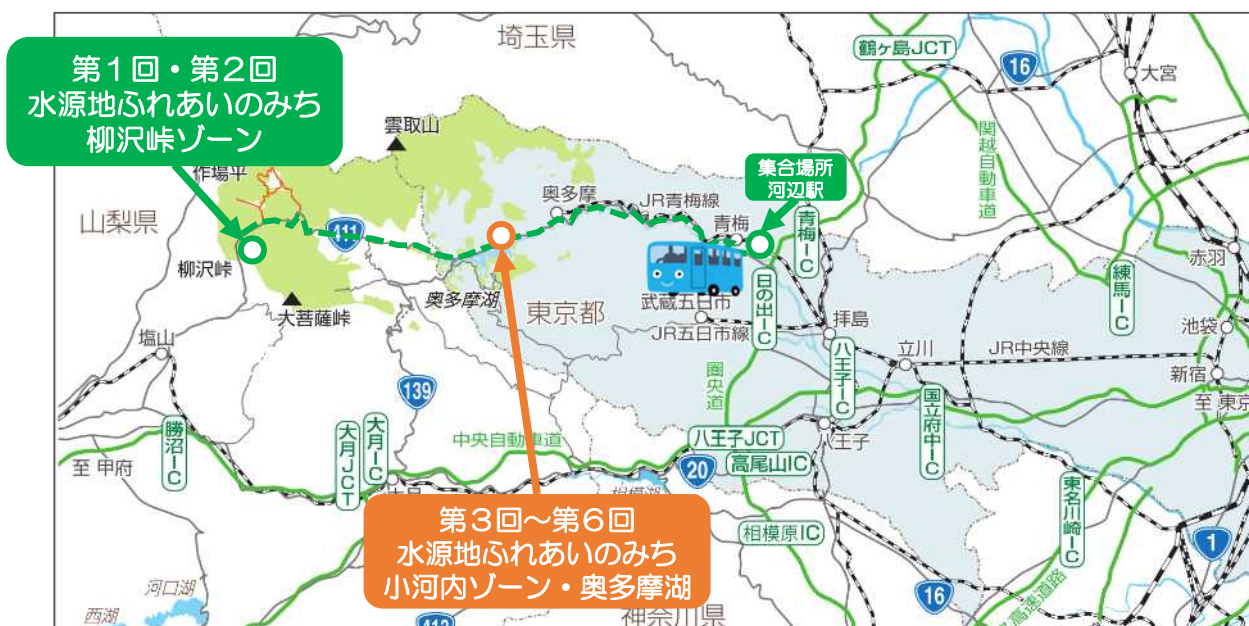 第1回・第2回
水源地ふれあいのみち
柳沢峠ゾーン
埼玉県
鶴ヶ島JCT
16
大宮
関越自動車道
雲取山
作場平
山梨県
411
柳沢峠
大菩薩峠
奥多摩
JR青梅線
青梅
集合場所
河辺駅
青梅IC
日の出IC
奥多摩湖
東京都
武蔵五日市
JR五日市線
拝島
八王子IC
立川
JR中央線
練馬IC
赤羽
池袋
新宿
至 東京
塩山
139
圏央道
国立府中IC
勝沼IC
至 甲府
大月JCT
大月IC
中央自動車道
八王子JCT
八王子
20
高尾山IC
相模湖
相模原IC
東名川崎IC
1
第3回～第6回
水源地ふれあいのみち
小河内ゾーン・奥多摩湖
河口湖
西湖
神奈川県
16
高速道路